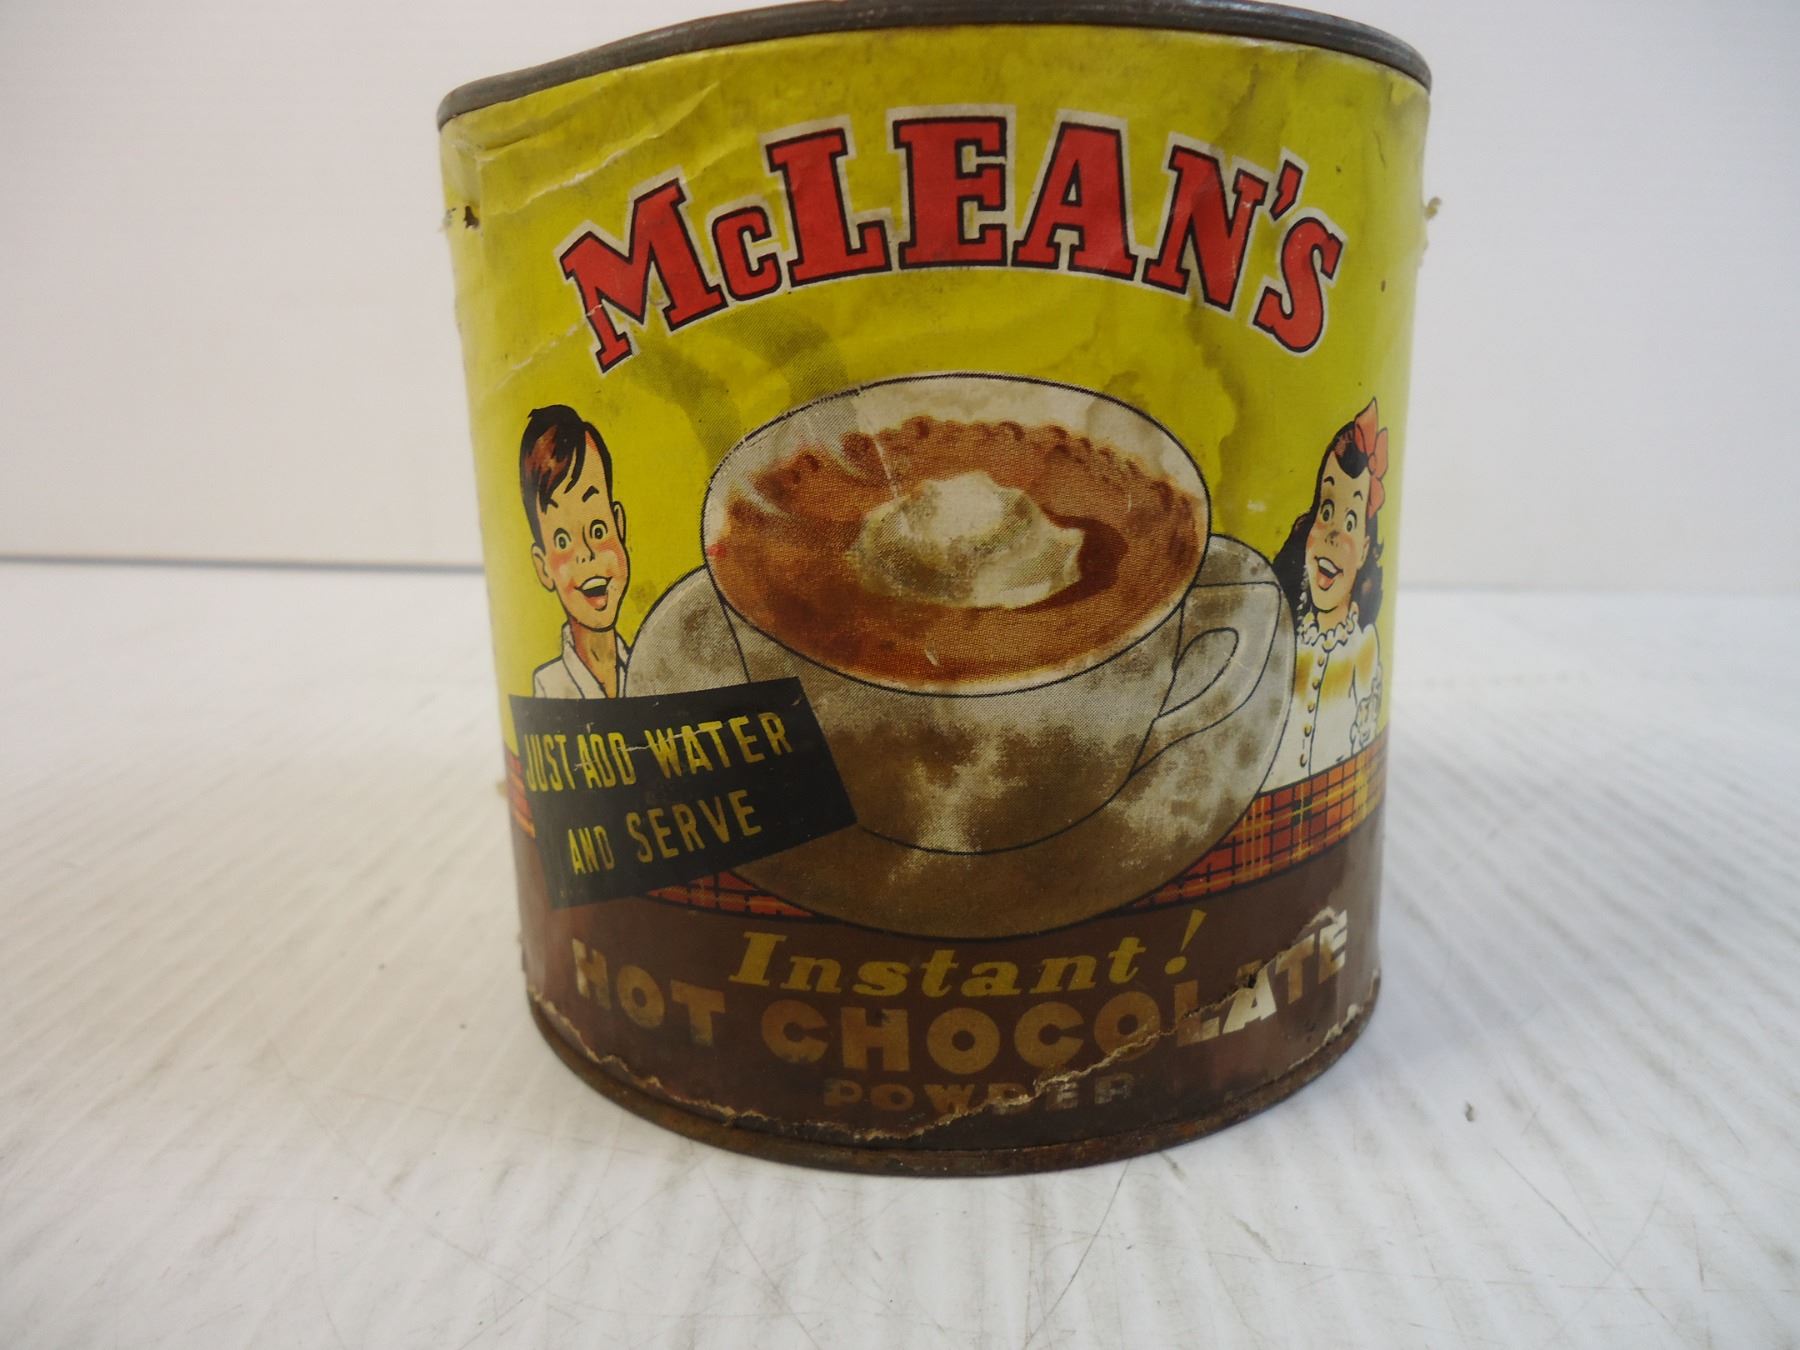 McLEAN'S
JUST ADD WATER
AND SERVE
Instant!
HOT CHOCOLATE
POWDER